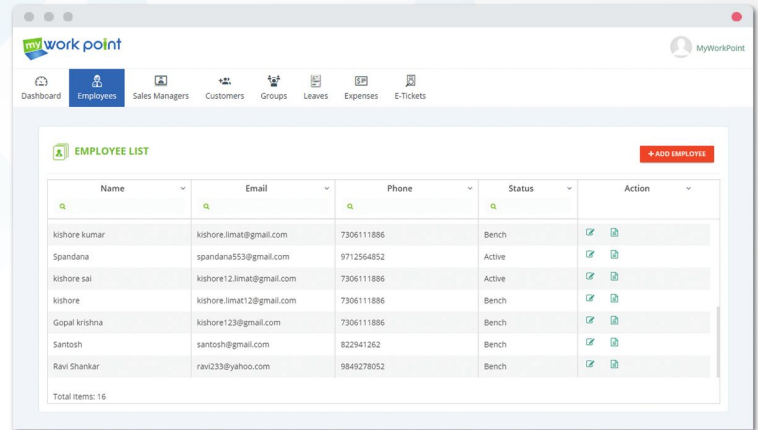 my work point
MyWorkPoint
Dashboard Employees Sales Managers Customers Groups Leaves Expenses E-Tickets
EMPLOYEE LIST
+ ADD EMPLOYEE
Name Email Phone Status Action
kishore kumar kishore.limat@gmail.com 7306111886 Bench
Spandana spandana553@gmail.com 9712564852 Active
kishore sai kishore12.limat@gmail.com 7306111886 Active
kishore kishore.limat12@gmail.com 7306111886 Bench
Gopal krishna kishore123@gmail.com 7306111886 Bench
Santosh santosh@gmail.com 822941262 Bench
Ravi Shankar ravi233@yahoo.com 9849278052 Bench
Total Items: 16